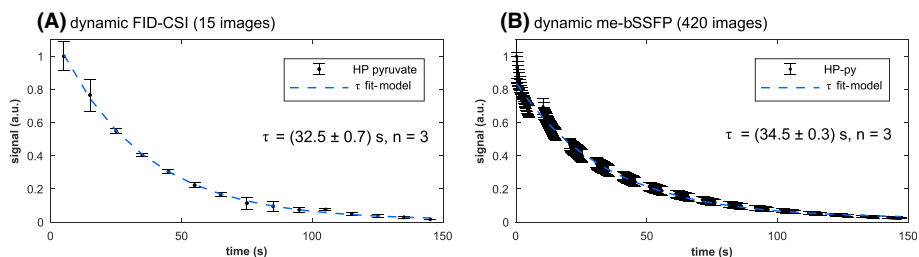 (A) dynamic FID-CSI (15 images)
1
0.8
0.6
0.4
0.2
0
signal (a.u.)
HP pyruvate
τ fit-model
τ = (32.5 ± 0.7) s, n = 3
0 50 100 150
time (s)
(B) dynamic me-bSSFP (420 images)
1
0.8
0.6
0.4
0.2
0
signal (a.u.)
HP-py
τ fit-model
τ = (34.5 ± 0.3) s, n = 3
0 50 100 150
time (s)